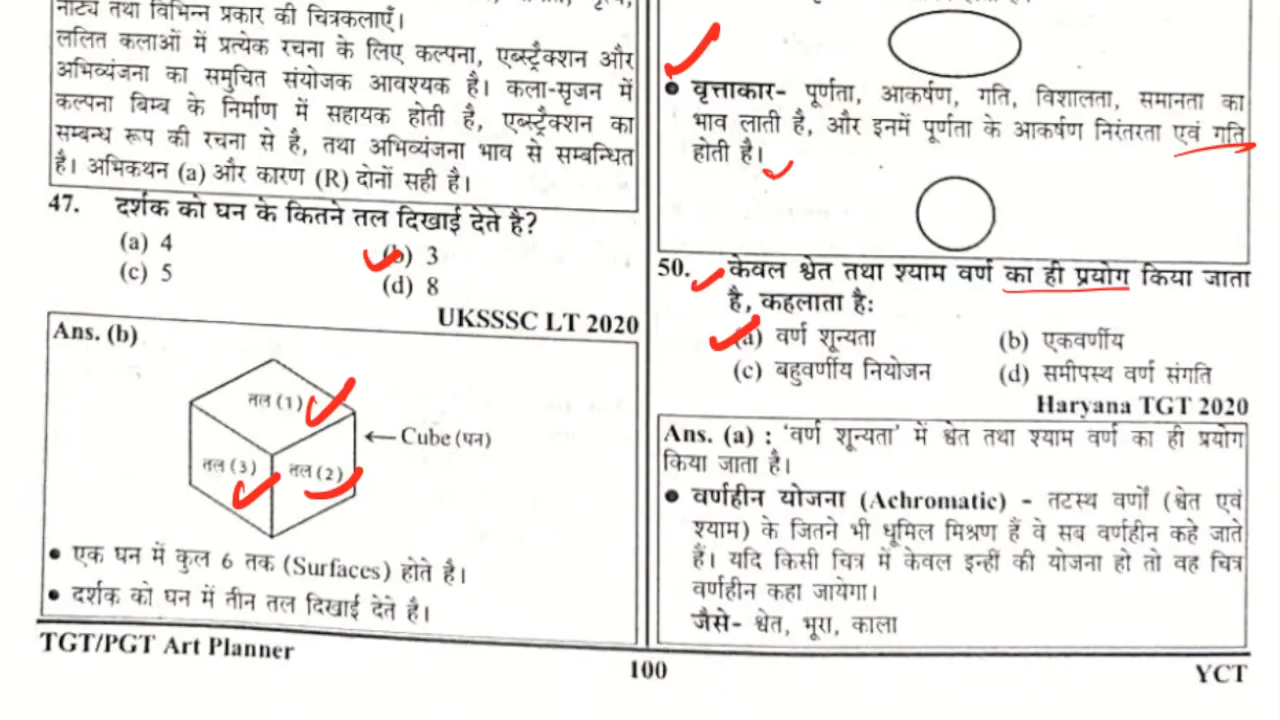 नाट्य तथा विभिन्न प्रकार की चित्रकलाएँ।
ललित कलाओं में प्रत्येक रचना के लिए कल्पना, एब्स्ट्रैक्शन और
अभिव्यंजना का समुचित संयोजक आवश्यक है। कला-सृजन में
कल्पना बिम्ब के निर्माण में सहायक होती है, एब्स्ट्रैक्शन का
सम्बन्ध रूप की रचना से है, तथा अभिव्यंजना भाव से सम्बन्धित
है। अभिकथन (a) और कारण (R) दोनों सही है।
47. दर्शक को घन के कितने तल दिखाई देते है?
(a) 4 (b) 3
(c) 5 (d) 8
UKSSSC LT 2020
Ans. (b)
तल (1)
Cube (घन)
तल (3) तल (2)
• एक घन में कुल 6 तक (Surfaces) होते है।
• दर्शक को घन में तीन तल दिखाई देते है।
• वृत्ताकार- पूर्णता, आकर्षण, गति, विशालता, समानता का
भाव लाती है, और इनमें पूर्णता के आकर्षण निरंतरता एवं गति
होती है।
50. केवल श्वेत तथा श्याम वर्ण का ही प्रयोग किया जाता
है, कहलाता है:
(a) वर्ण शून्यता (b) एकवर्णीय
(c) बहुवर्णीय नियोजन (d) समीपस्थ वर्ण संगति
Haryana TGT 2020
Ans. (a) : 'वर्ण शून्यता' में श्वेत तथा श्याम वर्ण का ही प्रयोग
किया जाता है।
• वर्णहीन योजना (Achromatic) - तटस्थ वर्णों (श्वेत एवं
श्याम) के जितने भी धूमिल मिश्रण हैं वे सब वर्णहीन कहे जाते
हैं। यदि किसी चित्र में केवल इन्हीं की योजना हो तो वह चित्र
वर्णहीन कहा जायेगा।
जैसे- श्वेत, भूरा, काला
TGT/PGT Art Planner 100 YCT